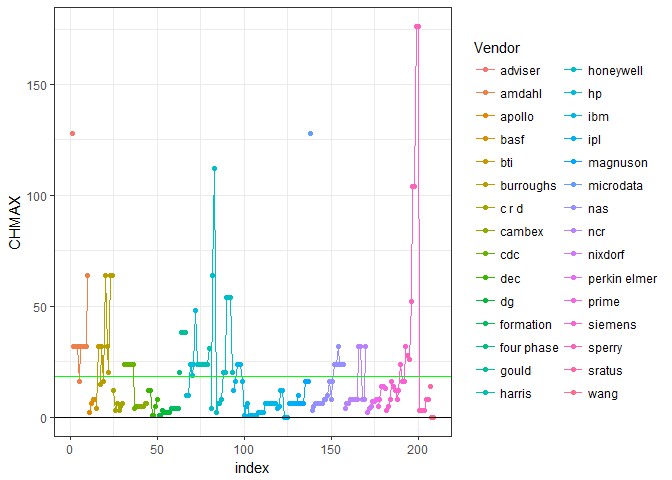 Vendor
adviser
amdahl
apollo
basf
bti
burroughs
c r d
cambex
cdc
dec
dg
formation
four phase
gould
harris
honeywell
hp
ibm
ipl
magnuson
microdata
nas
ncr
nixdorf
perkin elmer
prime
siemens
sperry
sratus
wang
CHMAX
150
100
50
0
0
50
100
150
200
index